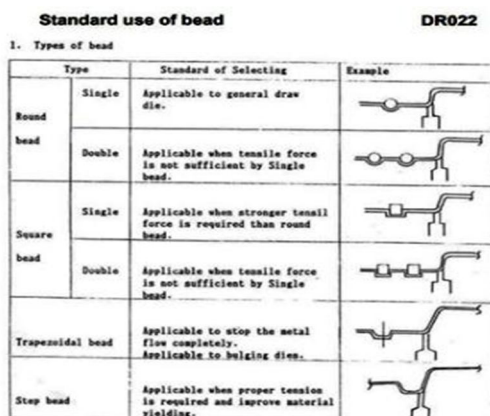 Standard use of bead DR022
1. Types of bead
Type Standard of Selecting Example
Round
bead
Single Applicable to general draw
die.
Double Applicable when tensile force
is not sufficient by Single
bead.
Square
bead
Single Applicable when stronger tensil
force is required than round
bead.
Double Applicable when tensile force
is not sufficient by Single
bead.
Trapezoidal bead Applicable to stop the metal
flow completely.
Applicable to bulging dies.
Step bead Applicable when proper tension
is required and improve material
yielding.